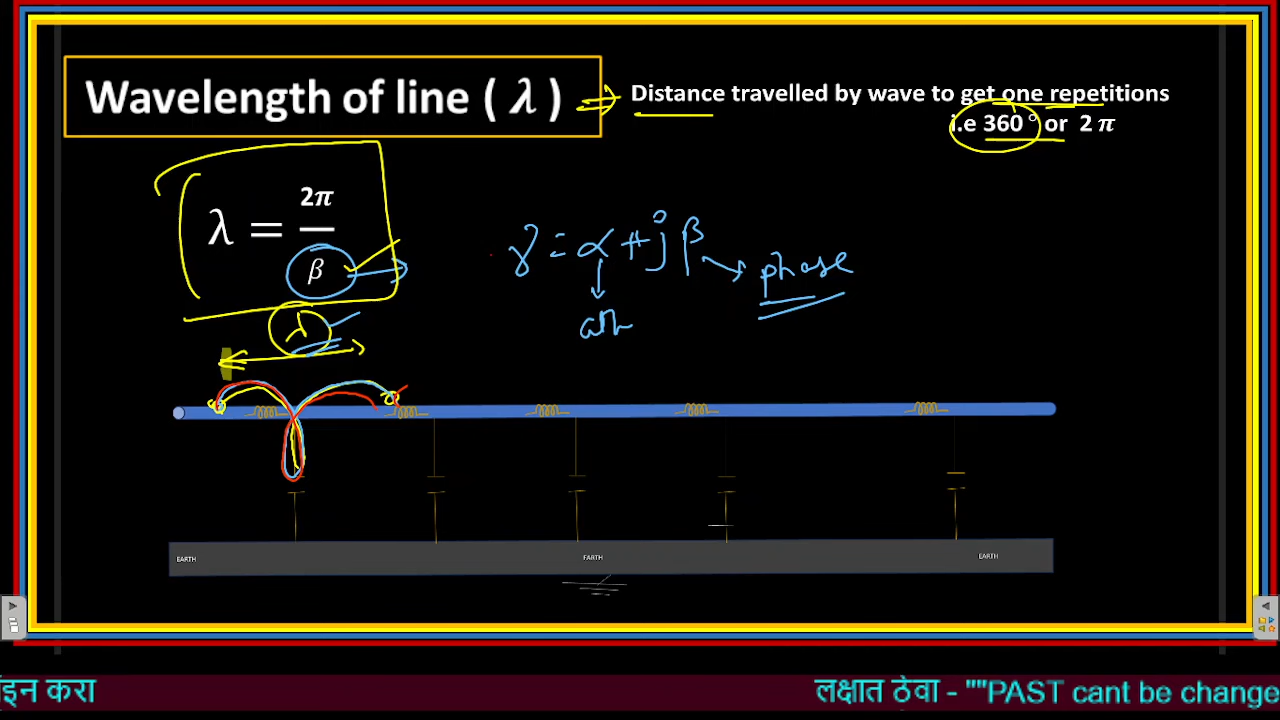 Wavelength of line ( λ )
Distance travelled by wave to get one repetitions
i.e 360° or 2 π
λ = 2π / β
γ = α + j β
phase
λ
EARTH
EARTH
EARTH
इन करा
लक्षात ठेवा - ""PAST cant be change